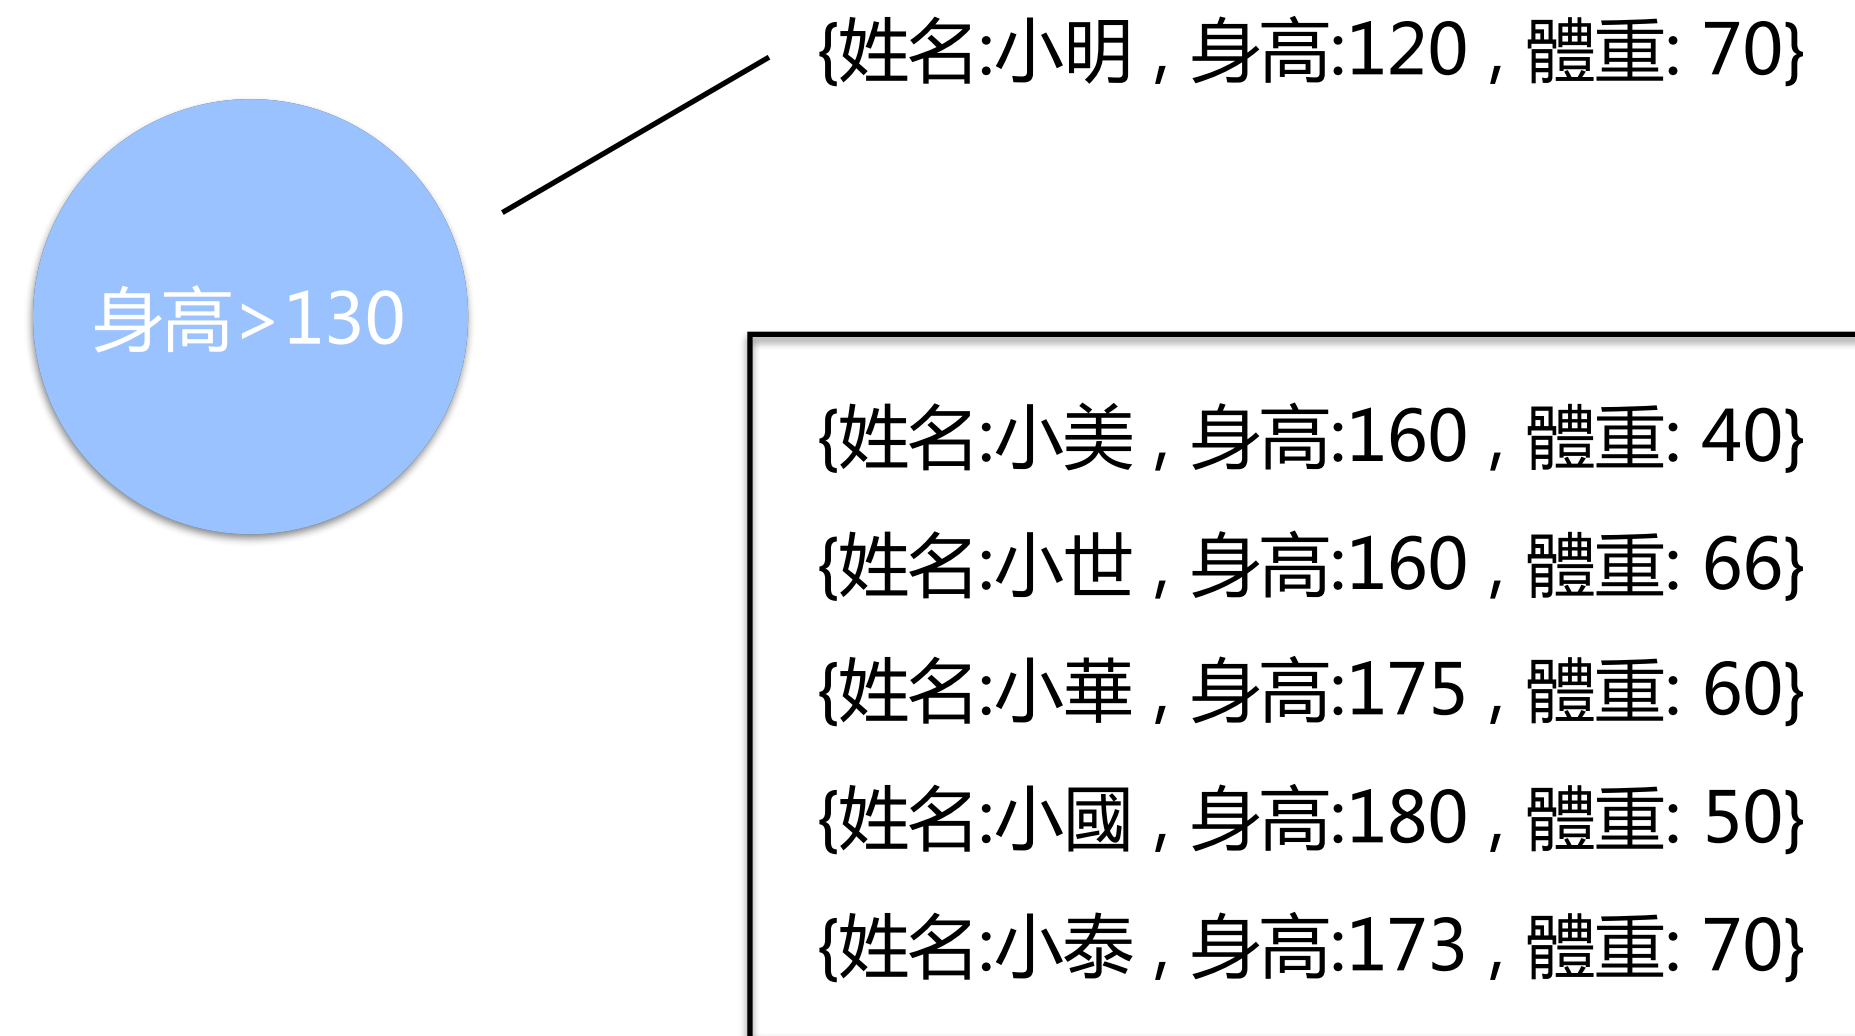 {姓名:小明 , 身高:120 , 體重: 70}
身高>130
{姓名:小美 , 身高:160 , 體重: 40}
{姓名:小世 , 身高:160 , 體重: 66}
{姓名:小華 , 身高:175 , 體重: 60}
{姓名:小國 , 身高:180 , 體重: 50}
{姓名:小泰 , 身高:173 , 體重: 70}